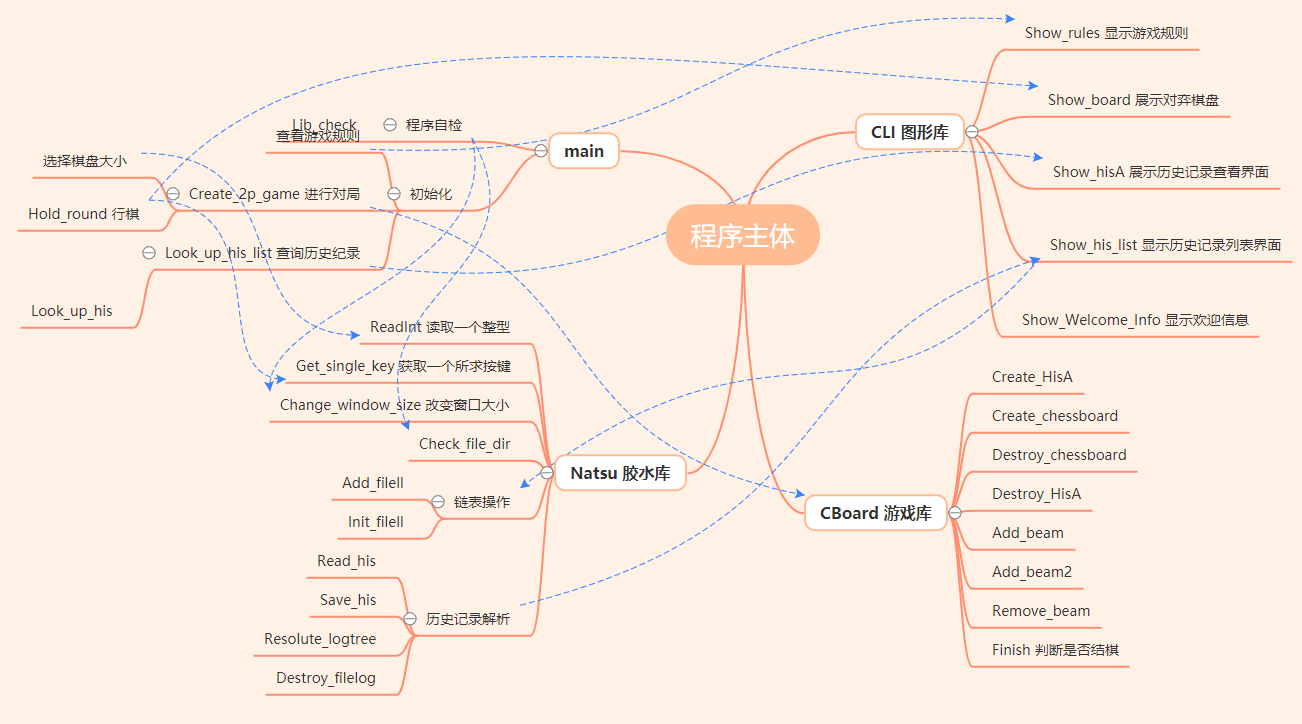 程序主体
main
程序自检
Lib_check
初始化
查看游戏规则
Create_2p_game 进行对局
选择棋盘大小
Hold_round 行棋
Look_up_his_list 查询历史纪录
Look_up_his
CLI 图形库
Show_rules 显示游戏规则
Show_board 展示对弈棋盘
Show_hisA 展示历史记录查看界面
Show_his_list 显示历史记录列表界面
Show_Welcome_Info 显示欢迎信息
Natsu 胶水库
ReadInt 读取一个整型
Get_single_key 获取一个所求按键
Change_window_size 改变窗口大小
Check_file_dir
链表操作
Add_filell
Init_filell
历史记录解析
Read_his
Save_his
Resolute_logtree
Destroy_filelog
CBoard 游戏库
Create_HisA
Create_chessboard
Destroy_chessboard
Destroy_HisA
Add_beam
Add_beam2
Remove_beam
Finish 判断是否结棋